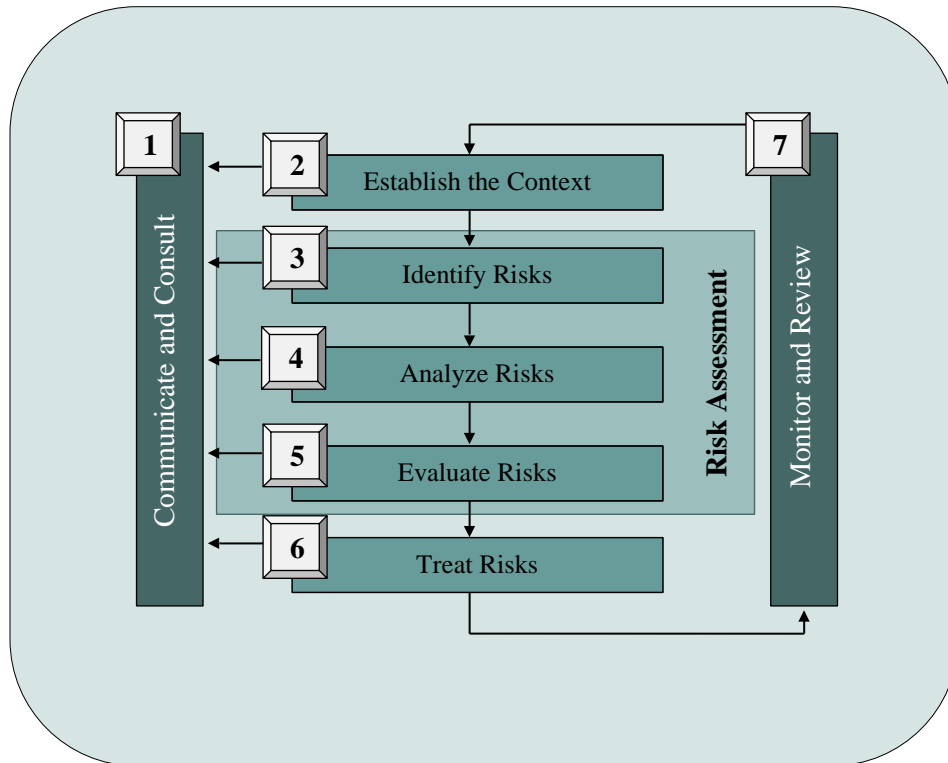 1
Communicate and Consult
2
Establish the Context
3
Identify Risks
4
Analyze Risks
5
Evaluate Risks
Risk Assessment
6
Treat Risks
7
Monitor and Review